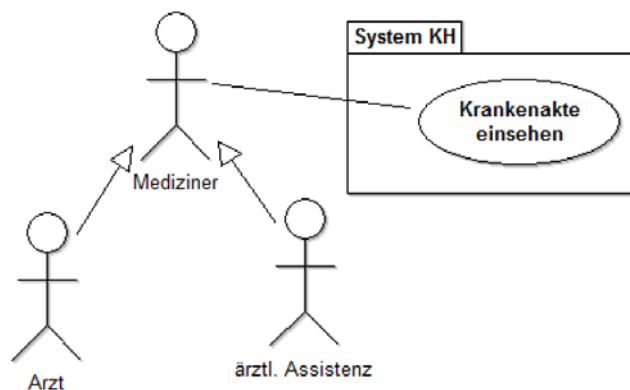 System KH
Krankenakte
einsehen
Mediziner
Arzt
ärztl. Assistenz